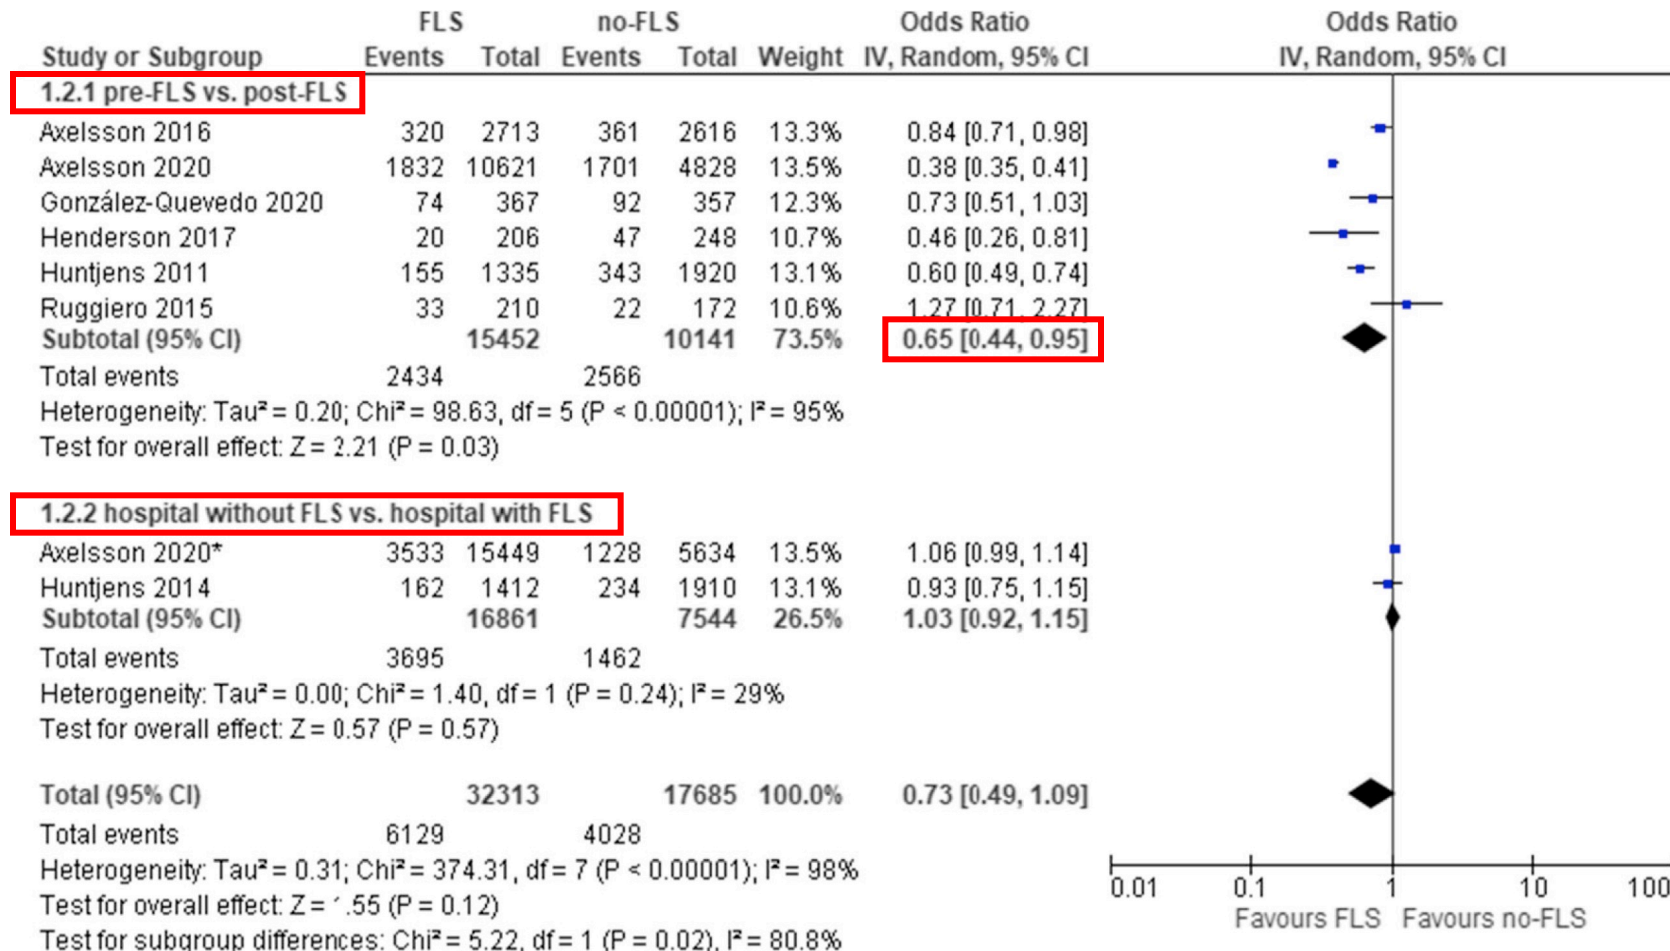 FLS no-FLS Odds Ratio Odds Ratio
Study or Subgroup Events Total Events Total Weight IV, Random, 95% CI IV, Random, 95% CI
1.2.1 pre-FLS vs. post-FLS
Axelsson 2016 320 2713 361 2616 13.3% 0.84 [0.71, 0.98]
Axelsson 2020 1832 10621 1701 4828 13.5% 0.38 [0.35, 0.41]
González-Quevedo 2020 74 367 92 357 12.3% 0.73 [0.51, 1.03]
Henderson 2017 20 206 47 248 10.7% 0.46 [0.26, 0.81]
Huntjens 2011 155 1335 343 1920 13.1% 0.60 [0.49, 0.74]
Ruggiero 2015 33 210 22 172 10.6% 1.27 [0.71, 2.27]
Subtotal (95% CI) 15452 10141 73.5% 0.65 [0.44, 0.95]
Total events 2434 2566
Heterogeneity: Tau² = 0.20; Chi² = 98.63, df = 5 (P < 0.00001); I² = 95%
Test for overall effect: Z = 2.21 (P = 0.03)
1.2.2 hospital without FLS vs. hospital with FLS
Axelsson 2020* 3533 15449 1228 5634 13.5% 1.06 [0.99, 1.14]
Huntjens 2014 162 1412 234 1910 13.1% 0.93 [0.75, 1.15]
Subtotal (95% CI) 16861 7544 26.5% 1.03 [0.92, 1.15]
Total events 3695 1462
Heterogeneity: Tau² = 0.00; Chi² = 1.40, df = 1 (P = 0.24); I² = 29%
Test for overall effect: Z = 0.57 (P = 0.57)
Total (95% CI) 32313 17685 100.0% 0.73 [0.49, 1.09]
Total events 6129 4028
Heterogeneity: Tau² = 0.31; Chi² = 374.31, df = 7 (P < 0.00001); I² = 98%
Test for overall effect: Z = .55 (P = 0.12)
Test for subgroup differences: Chi² = 5.22, df = 1 (P = 0.02), I² = 80.8%
0.01 0.1 1 10 100
Favours FLS Favours no-FLS